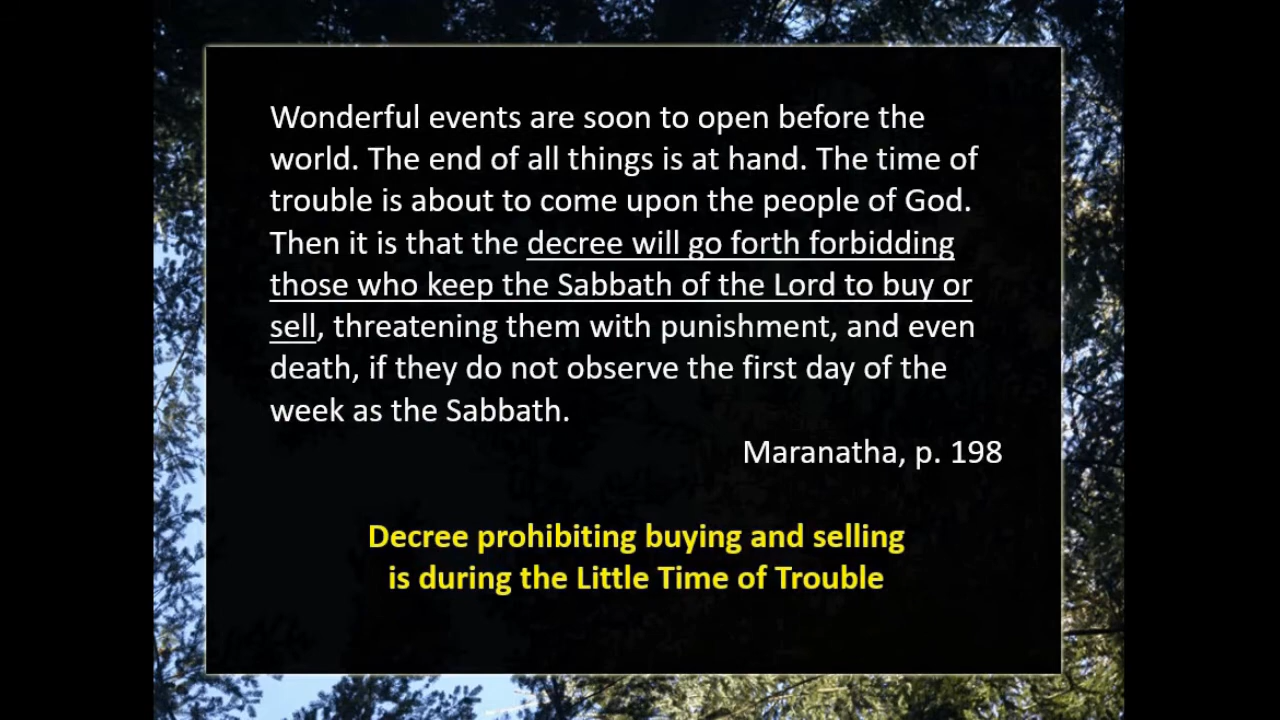 Wonderful events are soon to open before the
world. The end of all things is at hand. The time of
trouble is about to come upon the people of God.
Then it is that the decree will go forth forbidding
those who keep the Sabbath of the Lord to buy or
sell, threatening them with punishment, and even
death, if they do not observe the first day of the
week as the Sabbath.
Maranatha, p. 198
Decree prohibiting buying and selling
is during the Little Time of Trouble